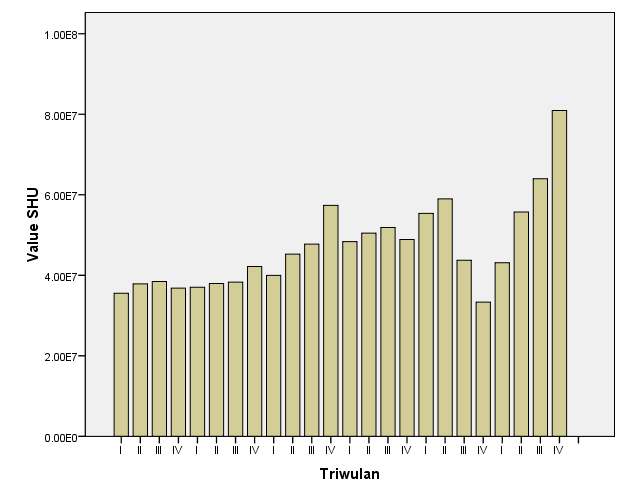 1.00E8
8.00E7
6.00E7
4.00E7
2.00E7
0.00E0
Value SHU
I II III IV I II III IV I II III IV I II III IV I II III IV I II III IV
Triwulan